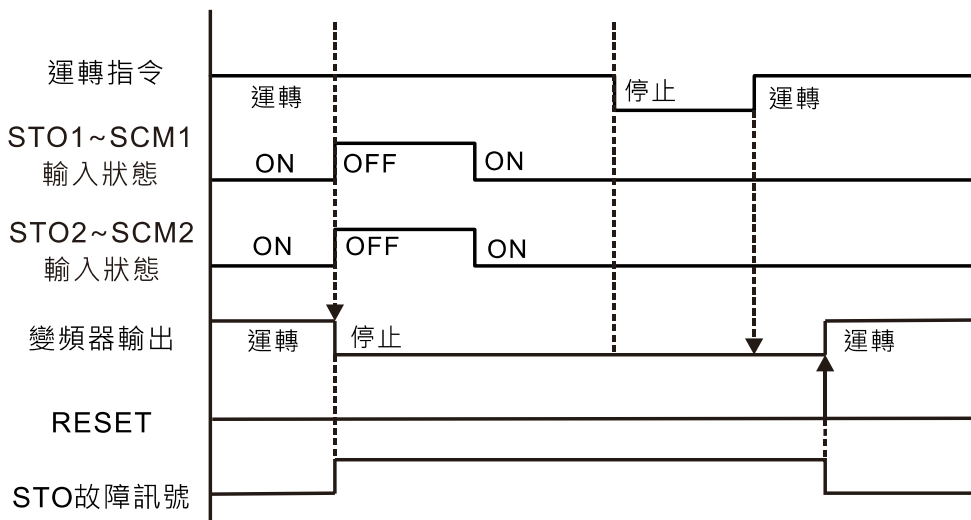 運轉指令
運轉
停止
運轉
STO1~SCM1
輸入狀態
ON
OFF
ON
STO2~SCM2
輸入狀態
ON
OFF
ON
變頻器輸出
運轉
停止
運轉
RESET
STO故障訊號